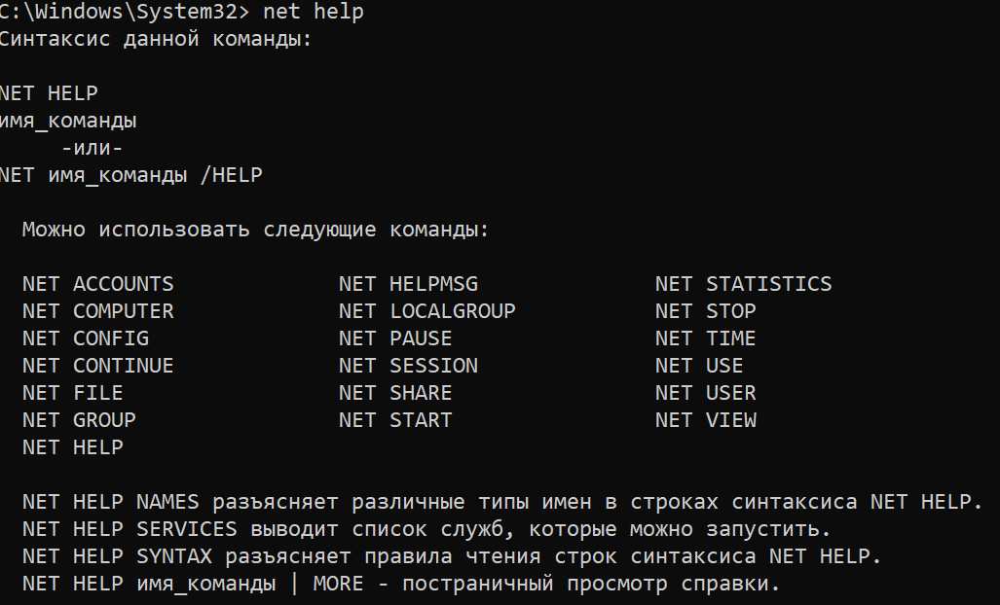 C:\Windows\System32> net help
Синтаксис данной команды:
NET HELP
имя_команды
-или-
NET имя_команды /HELP
Можно использовать следующие команды:
NET ACCOUNTS NET HELPMSG NET STATISTICS
NET COMPUTER NET LOCALGROUP NET STOP
NET CONFIG NET PAUSE NET TIME
NET CONTINUE NET SESSION NET USE
NET FILE NET SHARE NET USER
NET GROUP NET START NET VIEW
NET HELP
NET HELP NAMES разъясняет различные типы имен в строках синтаксиса NET HELP.
NET HELP SERVICES выводит список служб, которые можно запустить.
NET HELP SYNTAX разъясняет правила чтения строк синтаксиса NET HELP.
NET HELP имя_команды | MORE - постраничный просмотр справки.